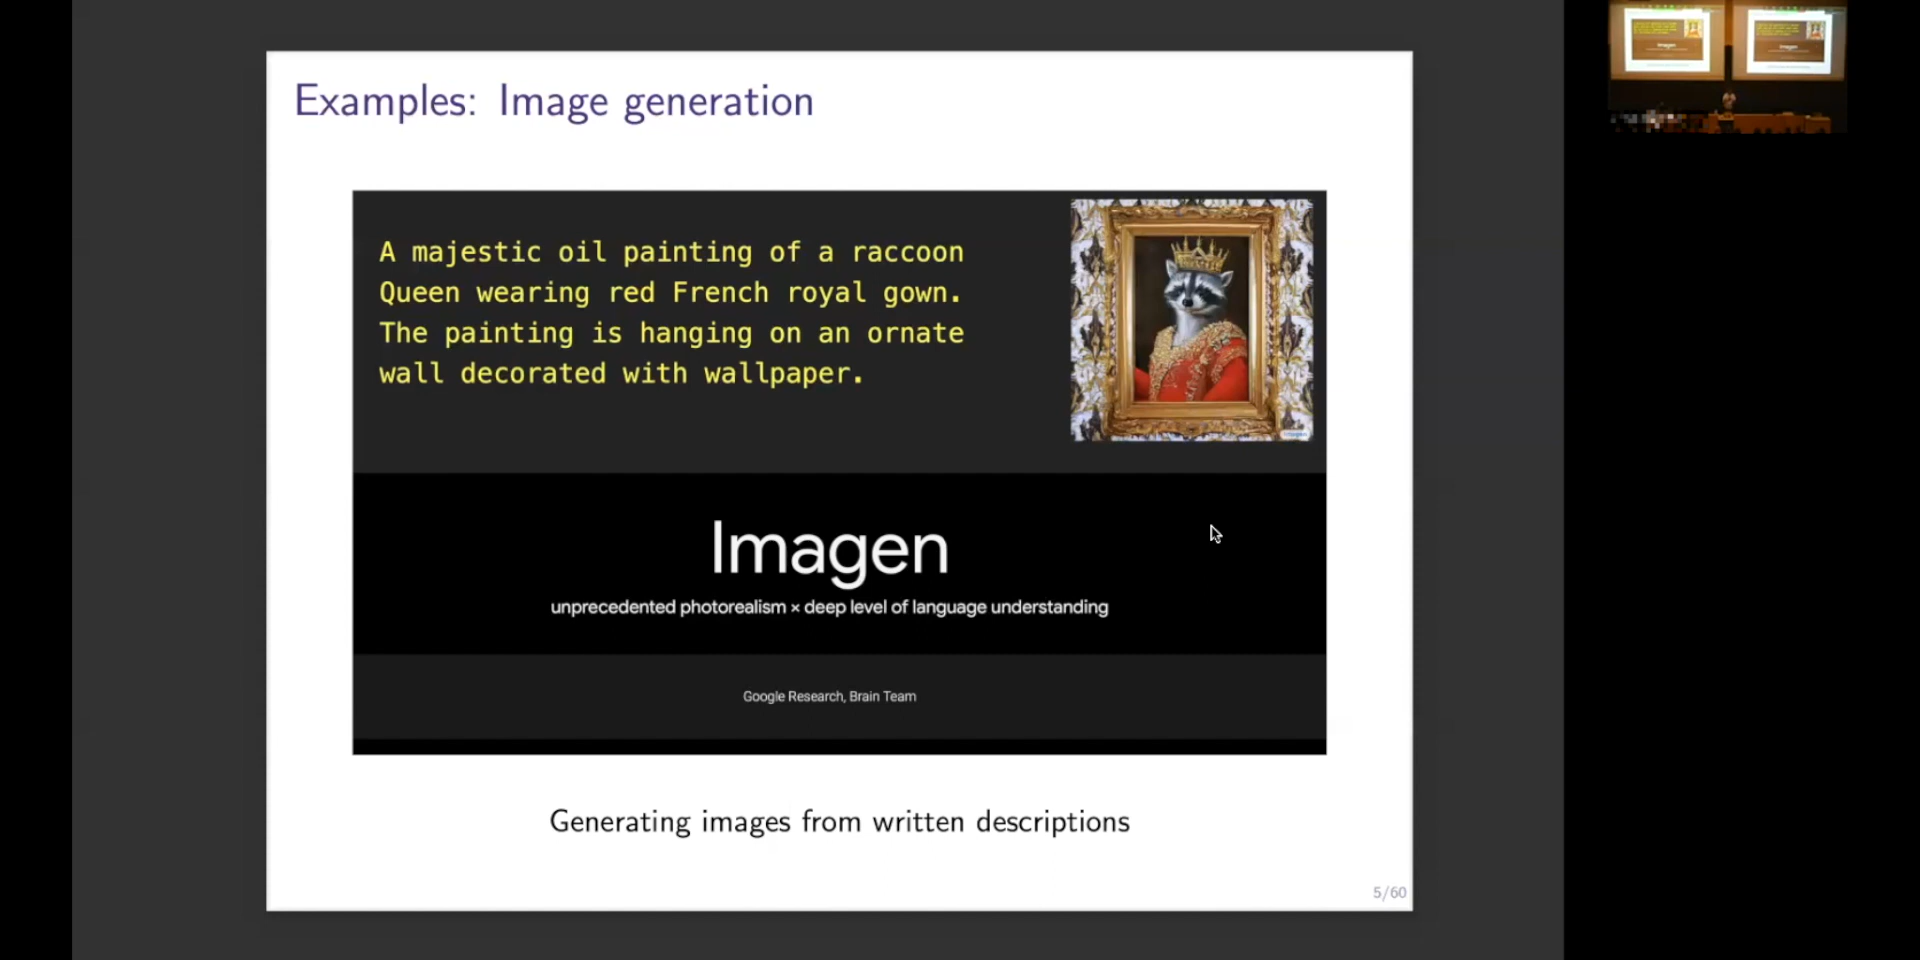 Examples: Image generation
A majestic oil painting of a raccoon
Queen wearing red French royal gown.
The painting is hanging on an ornate
wall decorated with wallpaper.
Imagen
unprecedented photorealism × deep level of language understanding
Google Research, Brain Team
Generating images from written descriptions
5/60